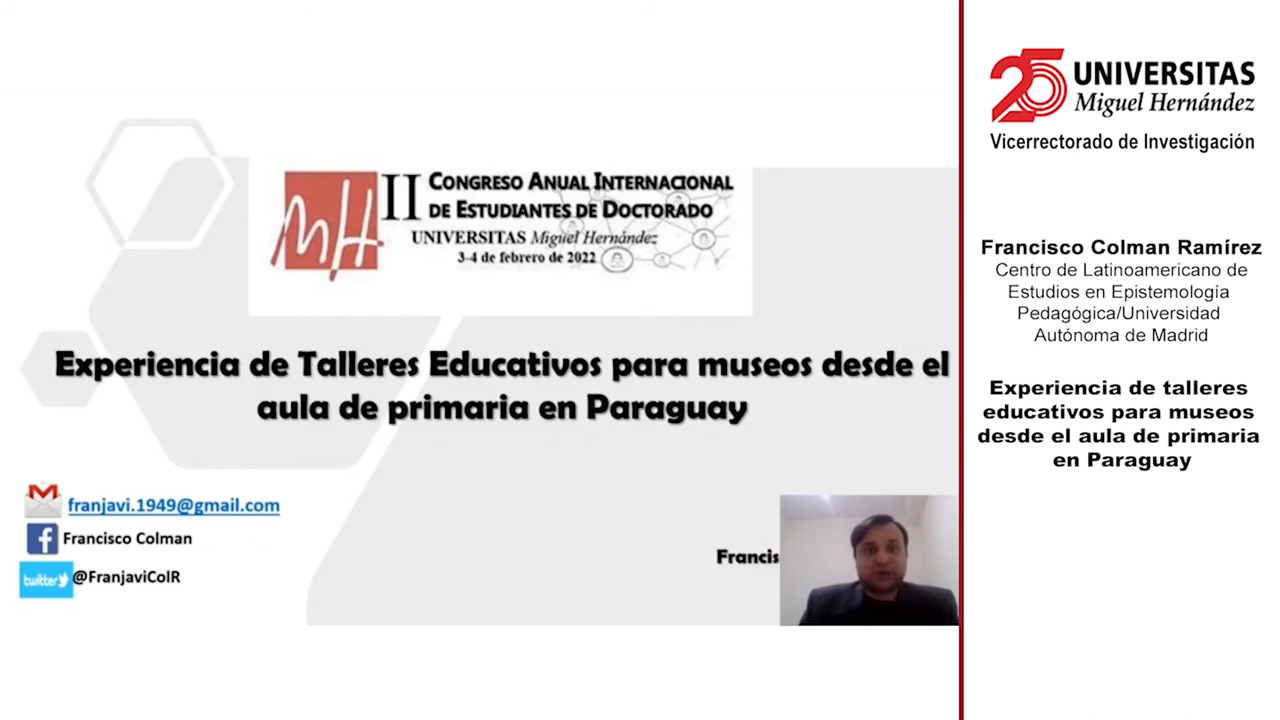 CONGRESO ANUAL INTERNACIONAL
II
DE ESTUDIANTES DE DOCTORADO
MH
UNIVERSITAS Miguel Hernández
3-4 de febrero de 2022
Experiencia de Talleres Educativos para museos desde el
aula de primaria en Paraguay
franjavi.1949@gmail.com
Francisco Colman
twitter
@FranjaviColR
Francis
25
UNIVERSITAS
Miguel Hernández
Vicerrectorado de Investigación
Francisco Colman Ramírez
Centro de Latinoamericano de
Estudios en Epistemología
Pedagógica/Universidad
Autónoma de Madrid
Experiencia de talleres
educativos para museos
desde el aula de primaria
en Paraguay